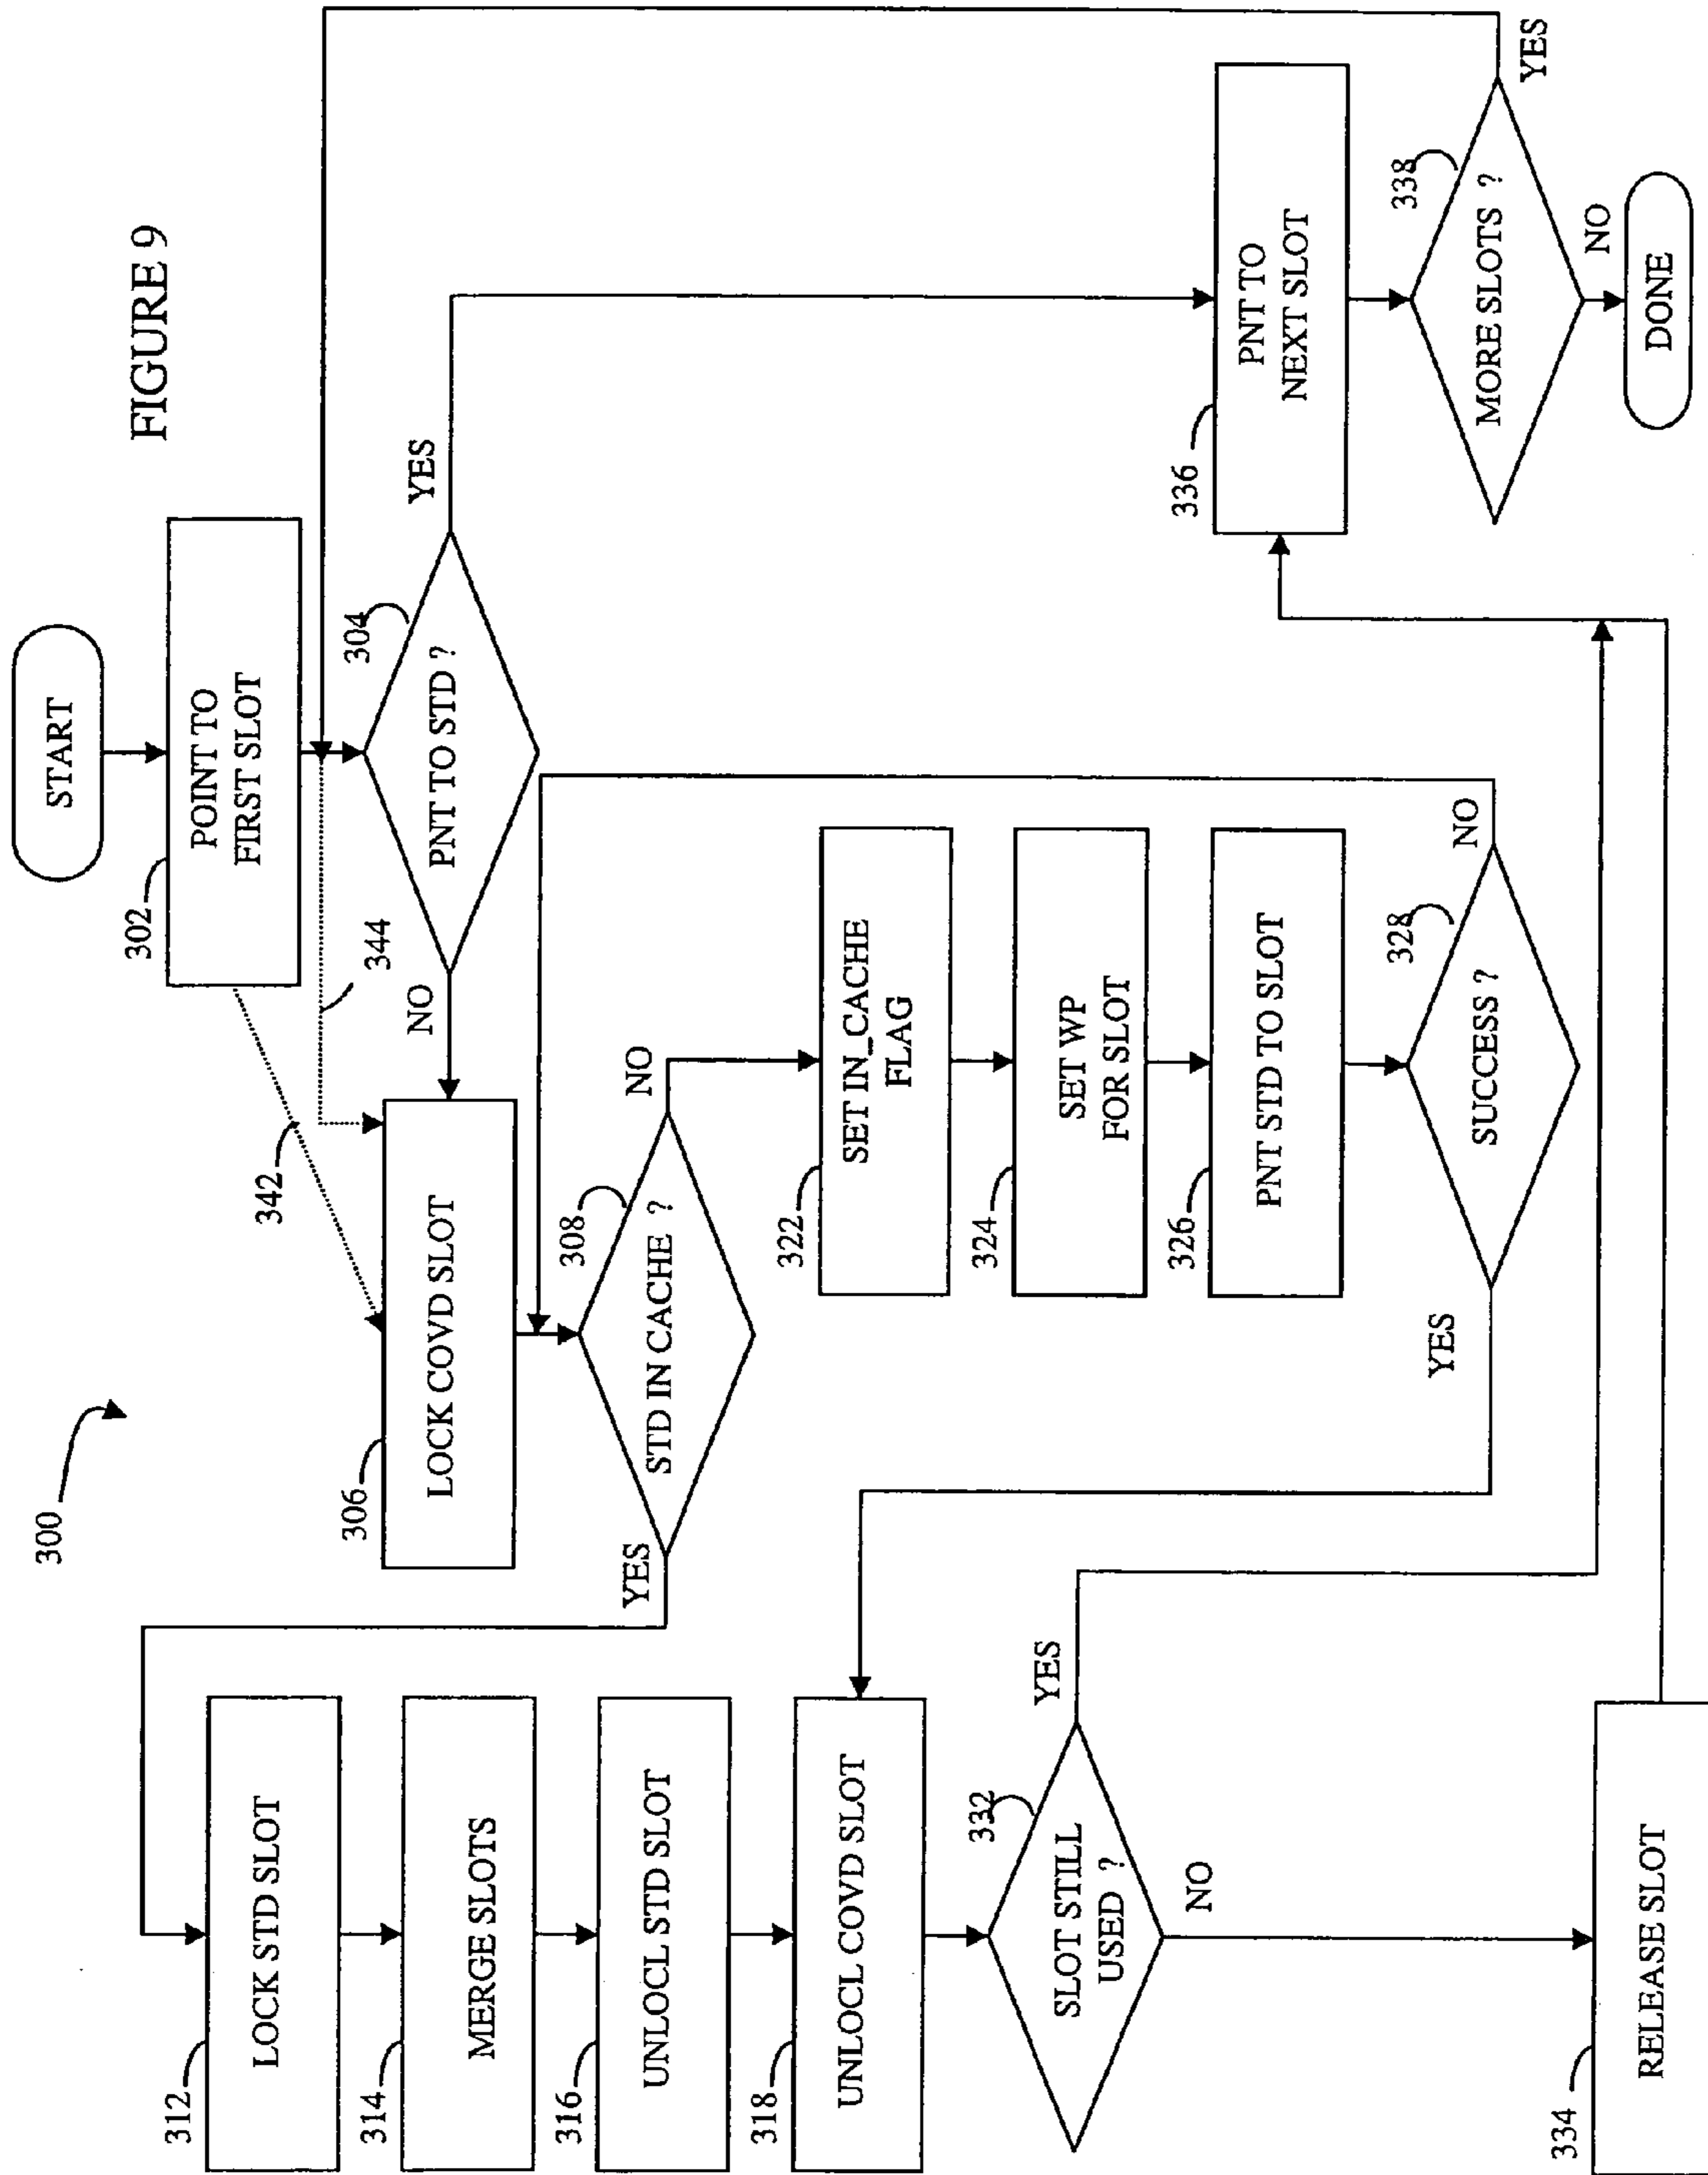 FIGURE 9
300
START
302
POINT TO
FIRST SLOT
344
342
304
PNT TO STD ?
YES
NO
306
LOCK COVD SLOT
308
STD IN CACHE ?
YES
NO
312
LOCK STD SLOT
314
MERGE SLOTS
316
UNLOCL STD SLOT
318
UNLOCL COVD SLOT
322
SET IN_CACHE
FLAG
324
SET WP
FOR SLOT
326
PNT STD TO SLOT
328
SUCCESS ?
NO
YES
332
SLOT STILL
USED ?
YES
NO
334
RELEASE SLOT
336
PNT TO
NEXT SLOT
338
MORE SLOTS ?
YES
NO
DONE